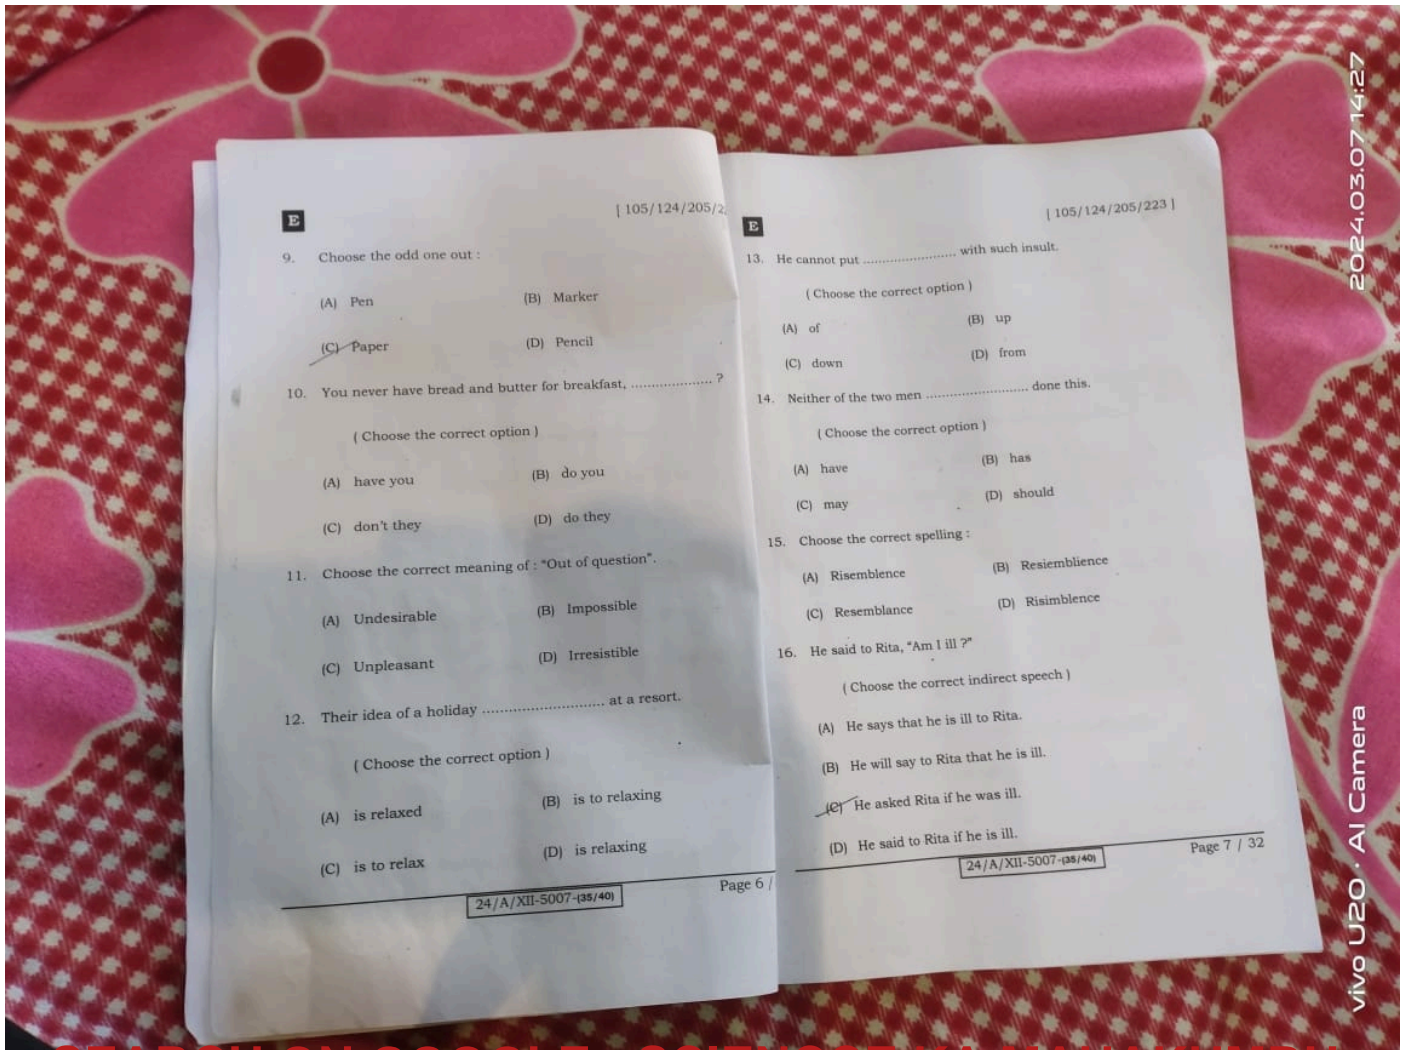 E
[ 105/124/205/2
9. Choose the odd one out :
(A) Pen
(B) Marker
(C) Paper
(D) Pencil
10. You never have bread and butter for breakfast, .................. ?
( Choose the correct option )
(A) have you
(B) do you
(C) don't they
(D) do they
11. Choose the correct meaning of : "Out of question".
(A) Undesirable
(B) Impossible
(C) Unpleasant
(D) Irresistible
12. Their idea of a holiday ........................... at a resort.
( Choose the correct option )
(A) is relaxed
(B) is to relaxing
(C) is to relax
(D) is relaxing
24/A/XII-5007-(35/40)
Page 6 /
E
[ 105/124/205/223 ]
13. He cannot put ..................... with such insult.
( Choose the correct option )
(A) of
(B) up
(C) down
(D) from
14. Neither of the two men ....................... done this.
( Choose the correct option )
(A) have
(B) has
(C) may
(D) should
15. Choose the correct spelling :
(A) Risemblence
(B) Resiemblience
(C) Resemblance
(D) Risimblence
16. He said to Rita, "Am I ill ?"
( Choose the correct indirect speech )
(A) He says that he is ill to Rita.
(B) He will say to Rita that he is ill.
(C) He asked Rita if he was ill.
(D) He said to Rita if he is ill.
24/A/XII-5007-(35/40)
Page 7 / 32
vivo U20 · AI Camera
2024.03.07 14:27